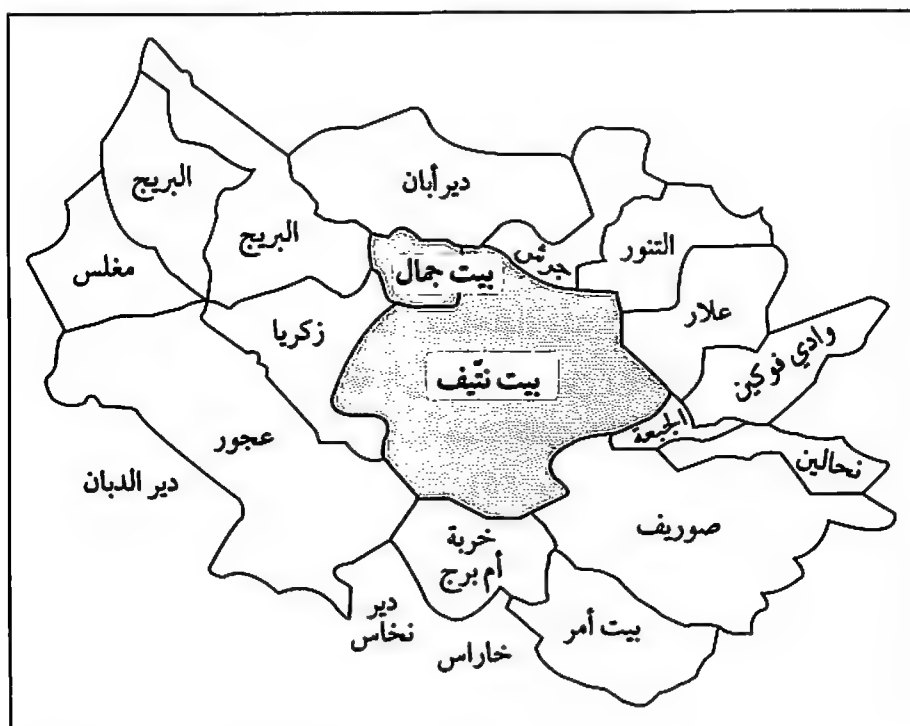 دير أبان
البريج
التنور
جرش
البريج
بيت جمال
مغلس
علار
زكريا
وادي فوكين
بيت نتّيف
الجبعة
عجور
نحالين
دير الدبان
صوريف
خربة
أم برج
دير
نخاس
بيت أمر
خاراس